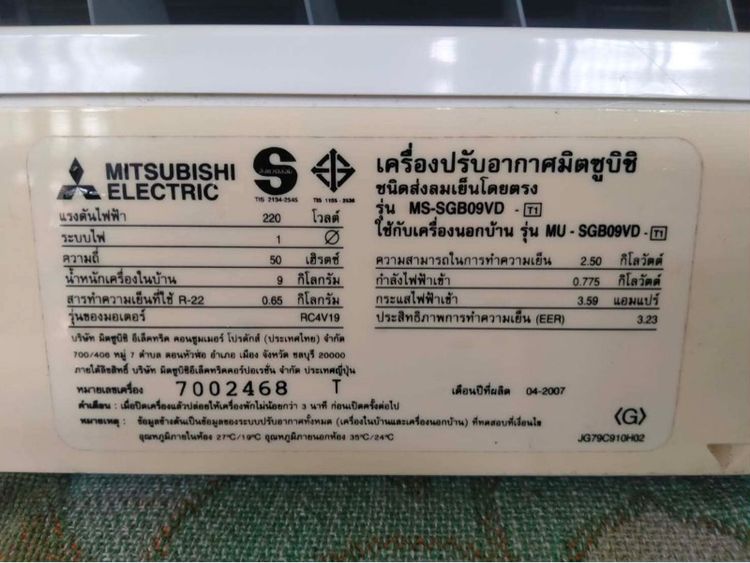 MITSUBISHI ELECTRIC
S
TIS 2134-2545
TIS 1155-2536
เครื่องปรับอากาศมิตซูบิชิ
ชนิดส่งลมเย็นโดยตรง
รุ่น MS-SGB09VD - T1
ใช้กับเครื่องนอกบ้าน รุ่น MU - SGB09VD - T1
แรงดันไฟฟ้า 220 โวลต์
ระบบไฟ 1 Ø
ความถี่ 50 เฮิรตซ์
น้ำหนักเครื่องในบ้าน 9 กิโลกรัม
สารทำความเย็นที่ใช้ R-22 0.65 กิโลกรัม
รุ่นของมอเตอร์ RC4V19
ความสามารถในการทำความเย็น 2.50 กิโลวัตต์
กำลังไฟฟ้าเข้า 0.775 กิโลวัตต์
กระแสไฟฟ้าเข้า 3.59 แอมแปร์
ประสิทธิภาพการทำความเย็น (EER) 3.23
บริษัท มิตซูบิชิ อีเล็คทริค คอนซูมเมอร์ โปรดักส์ (ประเทศไทย) จำกัด
700/406 หมู่ 7 ตำบล ดอนหัวฬ่อ อำเภอ เมือง จังหวัด ชลบุรี 20000
ภายใต้ลิขสิทธิ์ บริษัท มิตซูบิชิอีเล็คทริคคอร์ปอเรชั่น จำกัด ประเทศญี่ปุ่น
หมายเลขเครื่อง 7002468 T
เดือนปีที่ผลิต 04-2007
คำเตือน : เมื่อปิดเครื่องแล้วปล่อยให้เครื่องพักไม่น้อยกว่า 3 นาที ก่อนเปิดครั้งต่อไป
หมายเหตุ : ข้อมูลข้างต้นเป็นข้อมูลของระบบปรับอากาศทั้งหมด (เครื่องในบ้านและเครื่องนอกบ้าน) ที่ทดสอบที่เงื่อนไข
อุณหภูมิภายในห้อง 27°C/19°C อุณหภูมิภายนอกห้อง 35°C/24°C
〈G〉
JG79C910H02